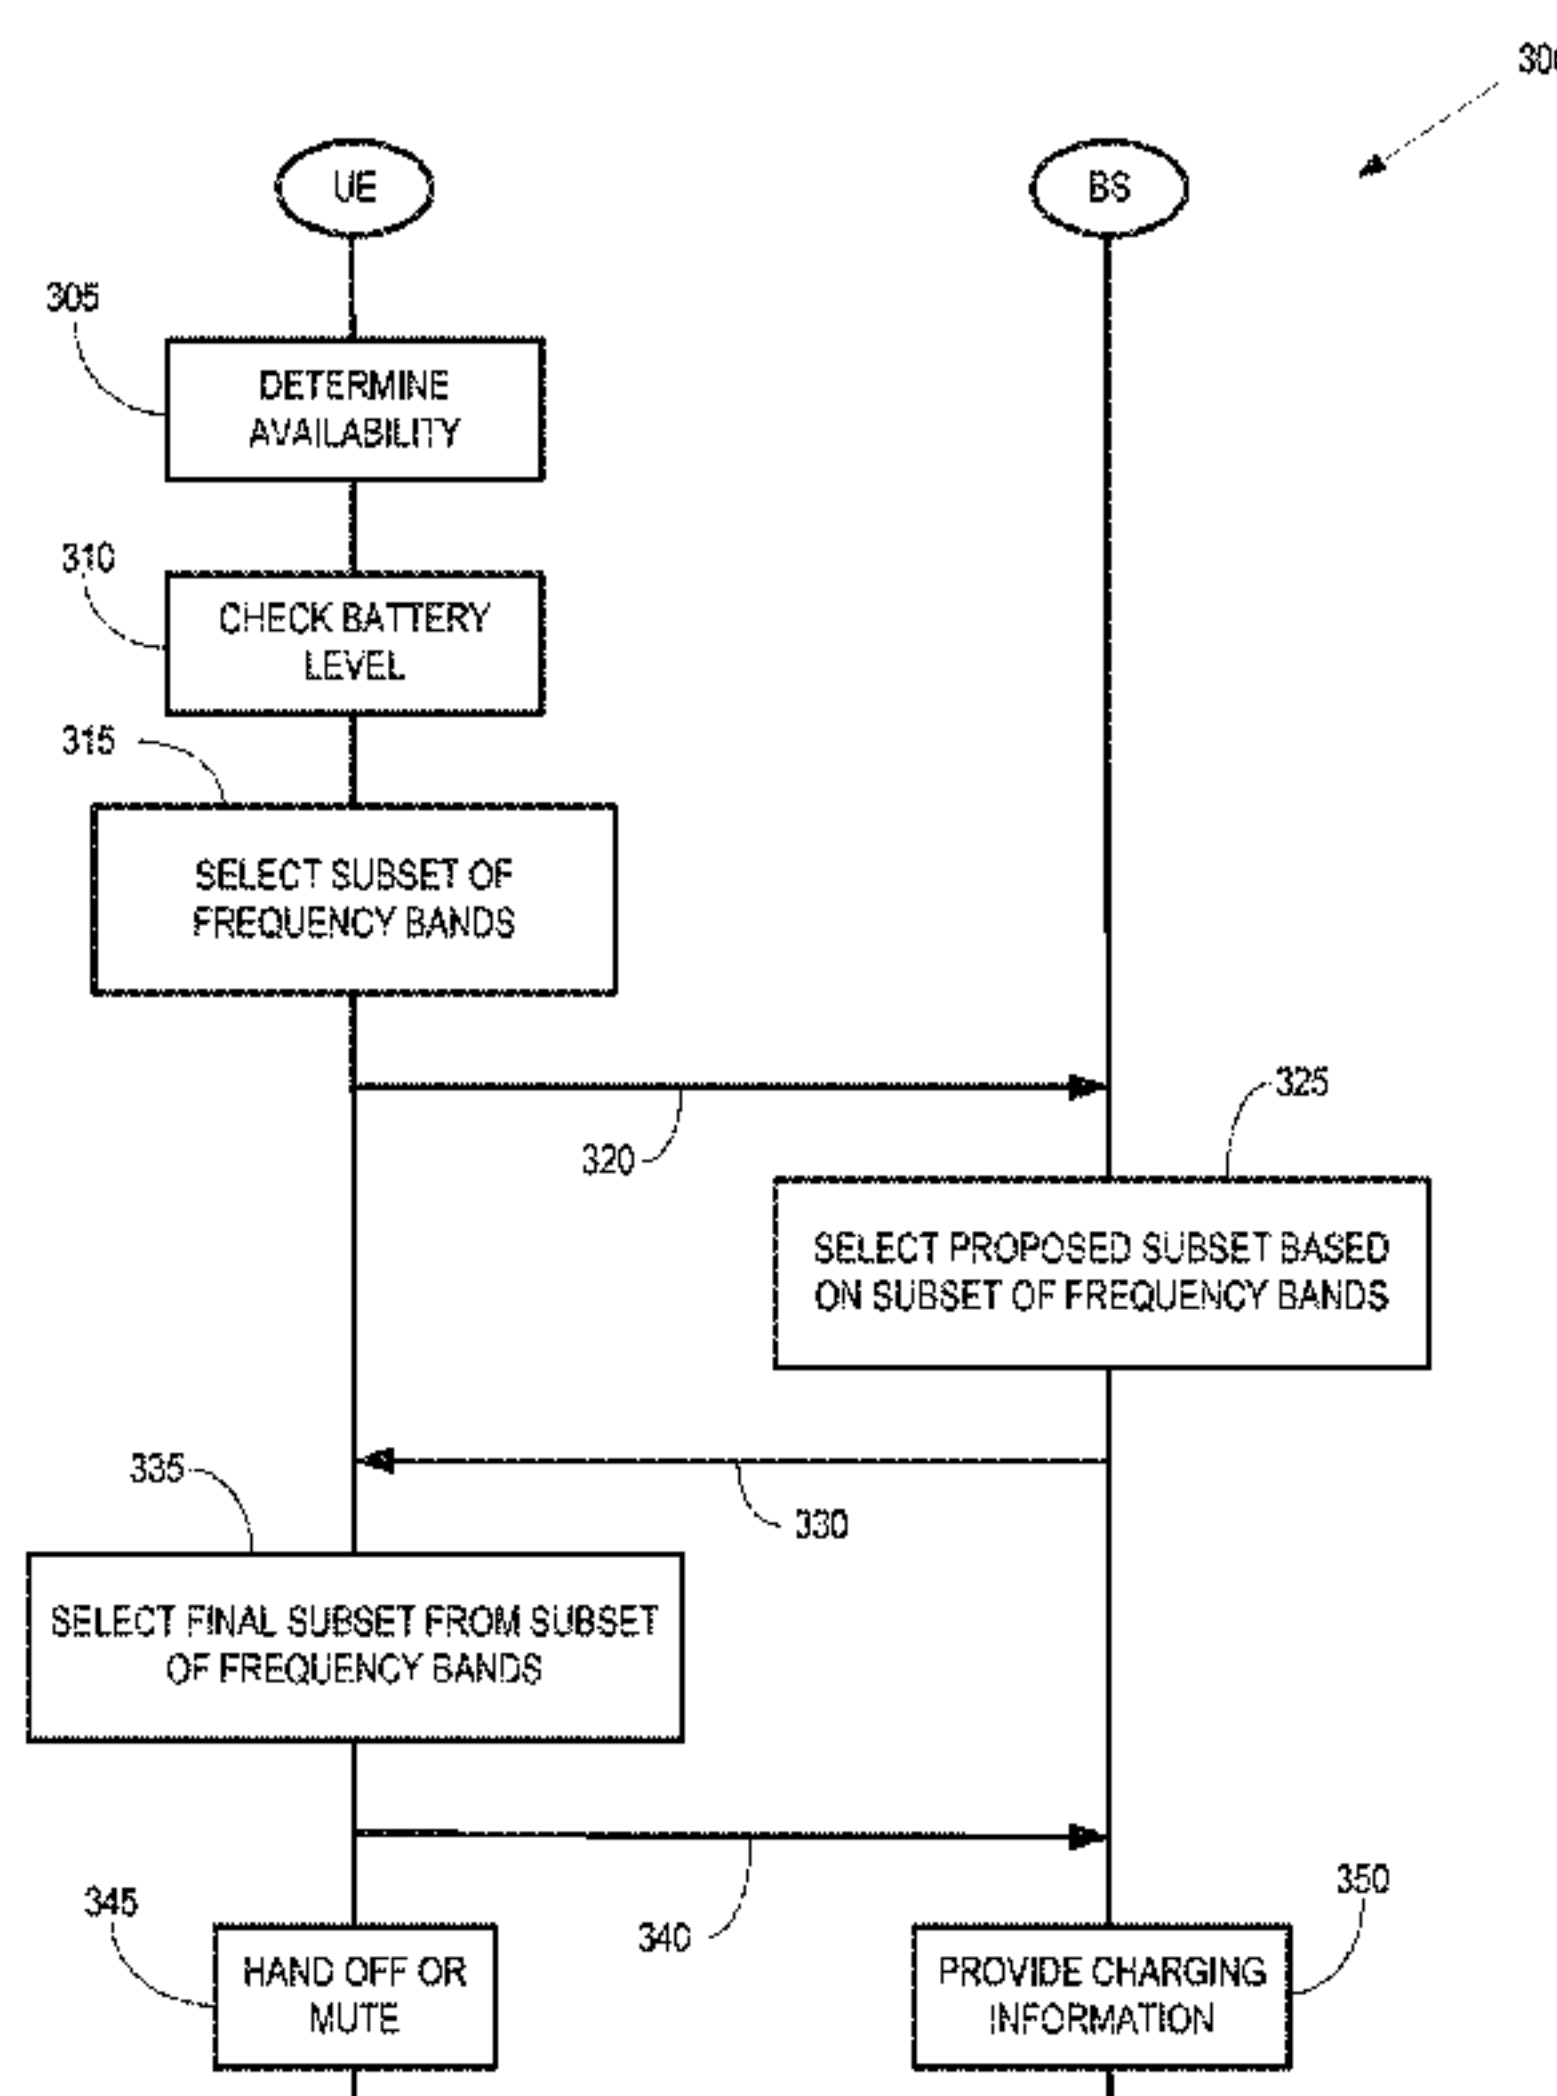 300
UE
BS
305
DETERMINE
AVAILABILITY
310
CHECK BATTERY
LEVEL
315
SELECT SUBSET OF
FREQUENCY BANDS
320
325
SELECT PROPOSED SUBSET BASED
ON SUBSET OF FREQUENCY BANDS
330
335
SELECT FINAL SUBSET FROM SUBSET
OF FREQUENCY BANDS
340
345
HAND OFF OR
MUTE
350
PROVIDE CHARGING
INFORMATION